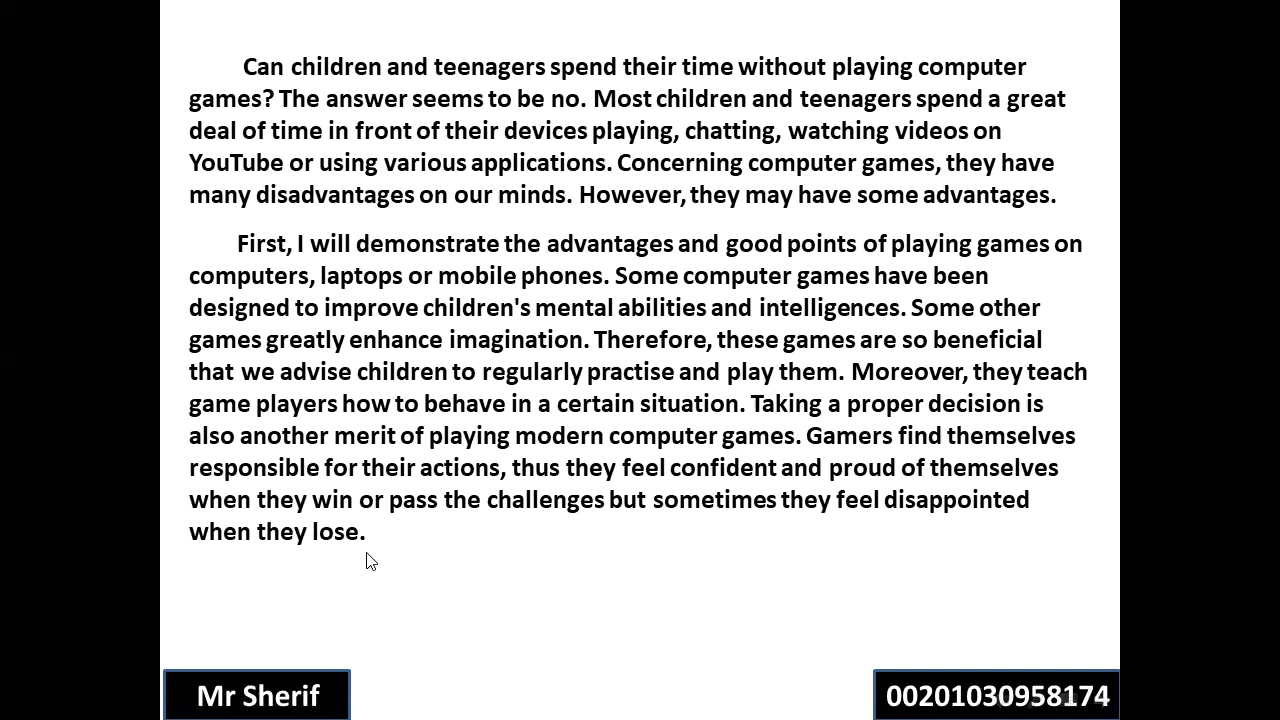 Can children and teenagers spend their time without playing computer
games? The answer seems to be no. Most children and teenagers spend a great
deal of time in front of their devices playing, chatting, watching videos on
YouTube or using various applications. Concerning computer games, they have
many disadvantages on our minds. However, they may have some advantages.
First, I will demonstrate the advantages and good points of playing games on
computers, laptops or mobile phones. Some computer games have been
designed to improve children's mental abilities and intelligences. Some other
games greatly enhance imagination. Therefore, these games are so beneficial
that we advise children to regularly practise and play them. Moreover, they teach
game players how to behave in a certain situation. Taking a proper decision is
also another merit of playing modern computer games. Gamers find themselves
responsible for their actions, thus they feel confident and proud of themselves
when they win or pass the challenges but sometimes they feel disappointed
when they lose.
Mr Sherif
00201030958174